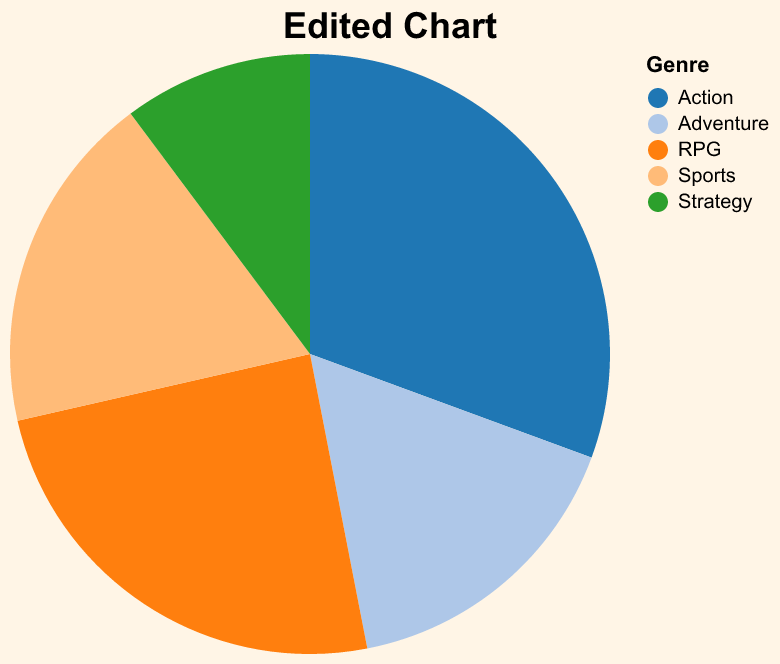 Edited Chart
Genre
Action
Adventure
RPG
Sports
Strategy